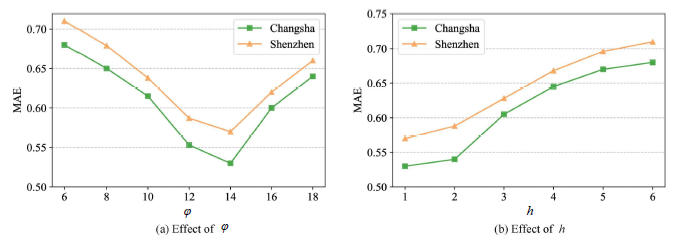 0.70
0.65
0.60
0.55
0.50
MAE
Changsha
Shenzhen
6 8 10 12 14 16 18
φ
(a) Effect of φ
0.75
0.70
0.65
0.60
0.55
0.50
MAE
Changsha
Shenzhen
1 2 3 4 5 6
h
(b) Effect of h